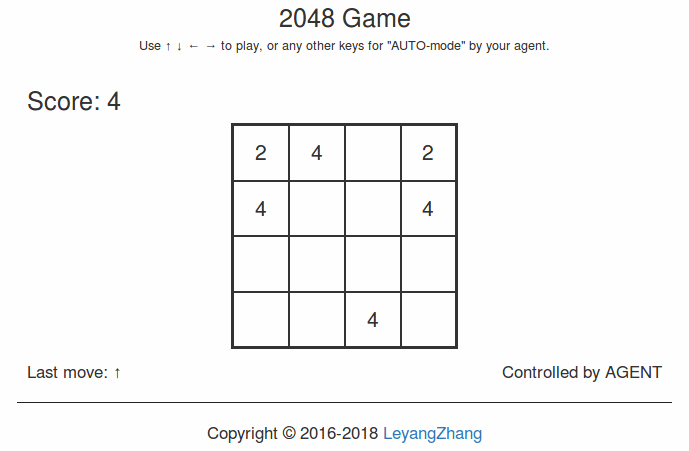 2048 Game
Use ↑ ↓ ← → to play, or any other keys for "AUTO-mode" by your agent.
Score: 4
2 4 2
4 4
4
Last move: ↑ Controlled by AGENT
Copyright © 2016-2018 LeyangZhang